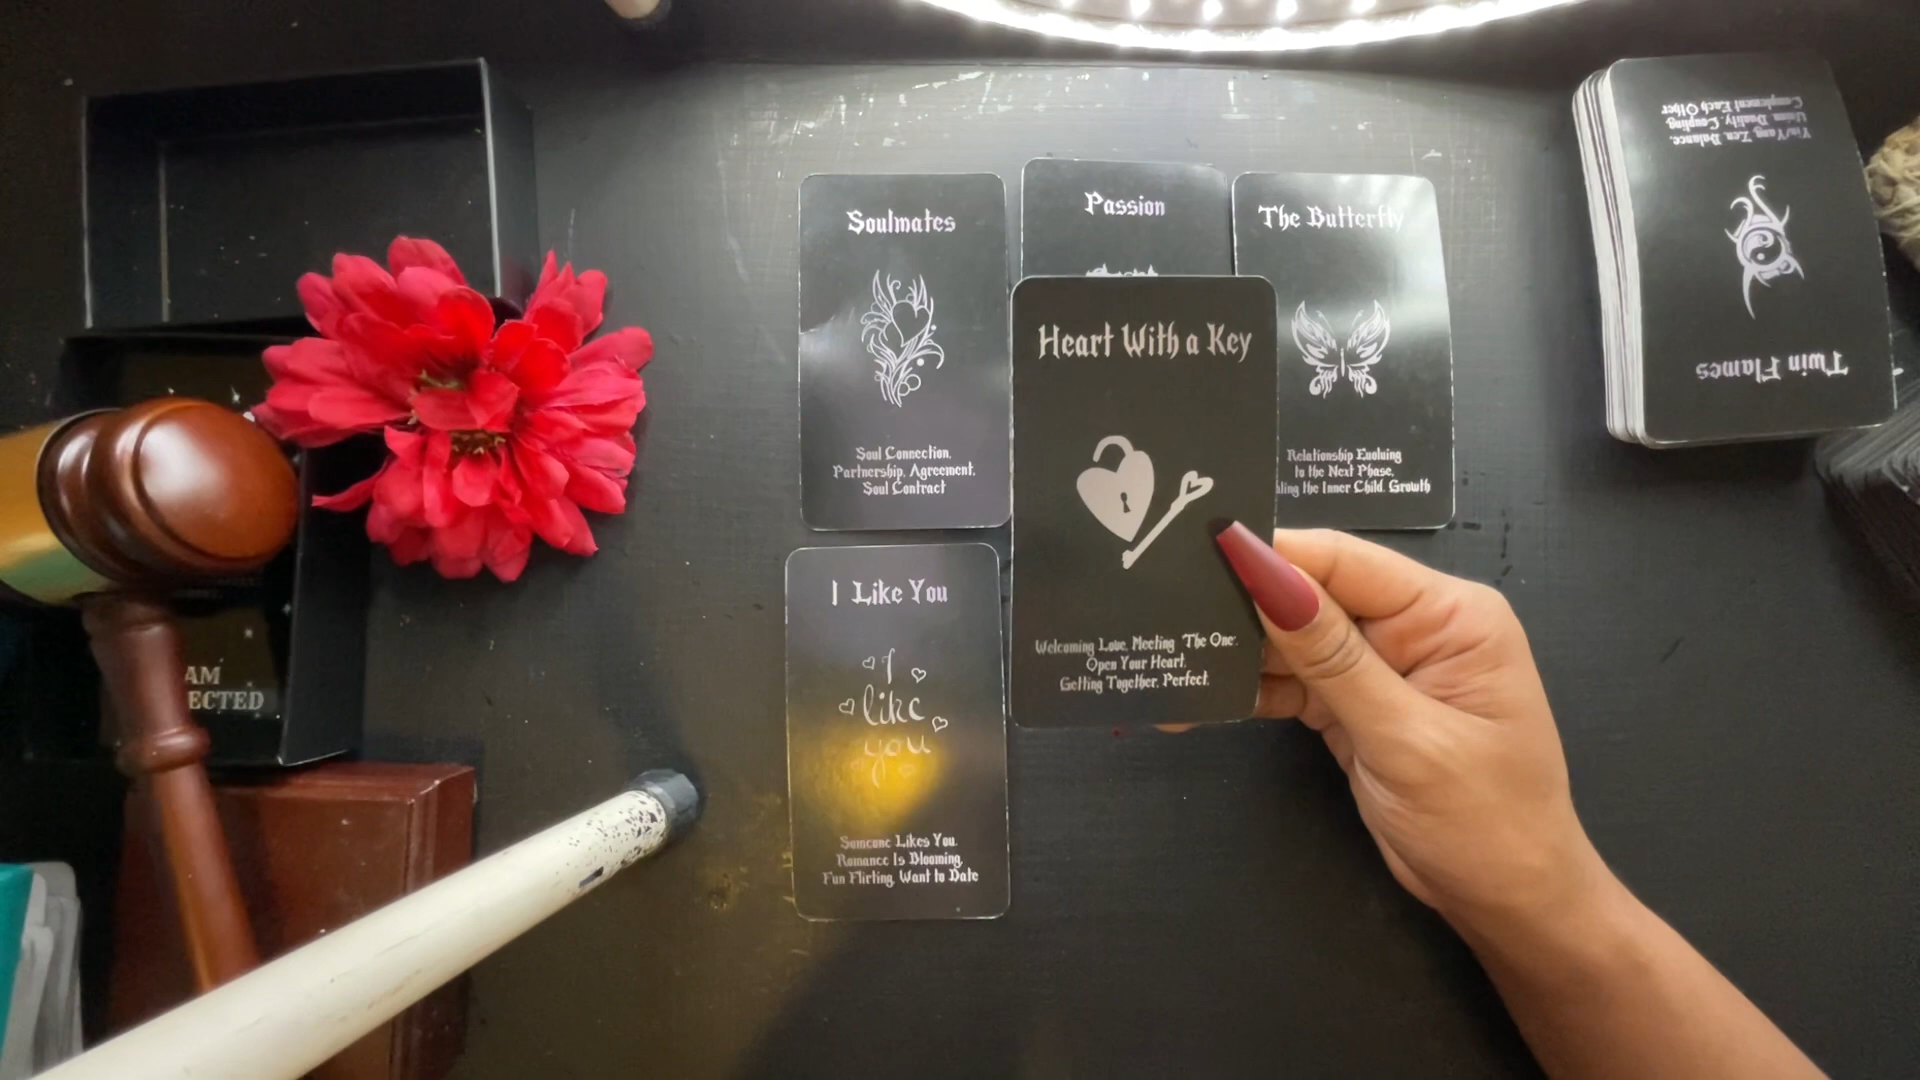 Soulmates
Soul Connection,
Partnership, Agreement,
Soul Contract
Passion
The Butterfly
Relationship Evolving
to the Next Phase,
the Inner Child, Growth
Heart With a Key
Welcoming Love, Meeting "The One",
Open Your Heart,
Getting Together, Perfect.
I Like You
I
like
you
Someone Likes You.
Romance Is Blooming,
Fun Flirting, Want to Date
Twin Flames
Yin/Yang, Zen, Balance,
Union, Duality, Coupling,
Complement Each Other
AM
ECTED